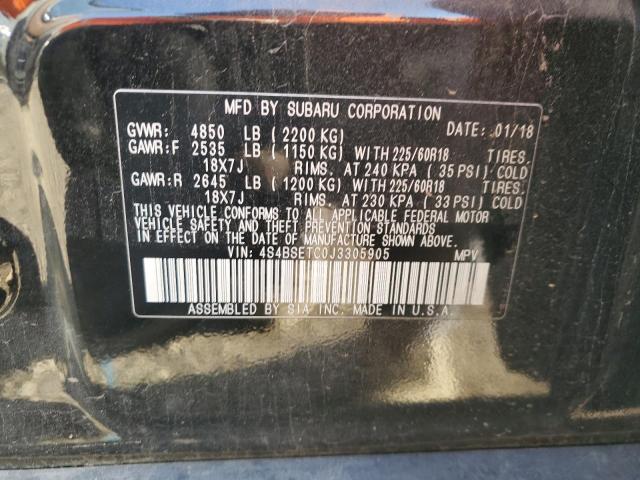 MFD BY SUBARU CORPORATION
GVWR: 4850 LB (2200 KG) DATE: 01/18
GAWR:F 2535 LB (1150 KG) WITH 225/60R18 TIRES.
18X7J RIMS. AT 240 KPA (35 PSI) COLD
GAWR:R 2645 LB (1200 KG) WITH 225/60R18 TIRES.
18X7J RIMS. AT 230 KPA (33 PSI) COLD
THIS VEHICLE CONFORMS TO ALL APPLICABLE FEDERAL MOTOR
VEHICLE SAFETY, BUMPER, AND THEFT PREVENTION STANDARDS
IN EFFECT ON THE DATE OF MANUFACTURE SHOWN ABOVE.
VIN: 4S4BSETC0J3305905 MPV
ASSEMBLED BY SIA INC. MADE IN U.S.A.